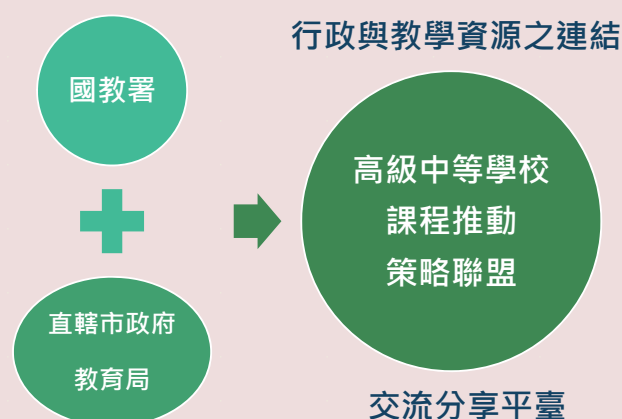 行政與教學資源之連結
國教署
直轄市政府
教育局
高級中等學校
課程推動
策略聯盟
交流分享平臺